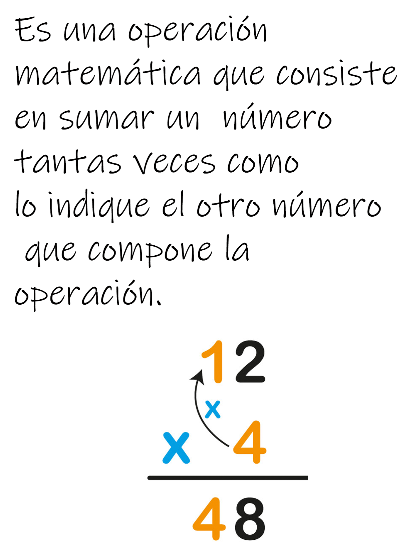 Es una operación
matemática que consiste
en sumar un  número
tantas veces como
lo indique el otro número
que compone la
operación.
12
x
x 4
48